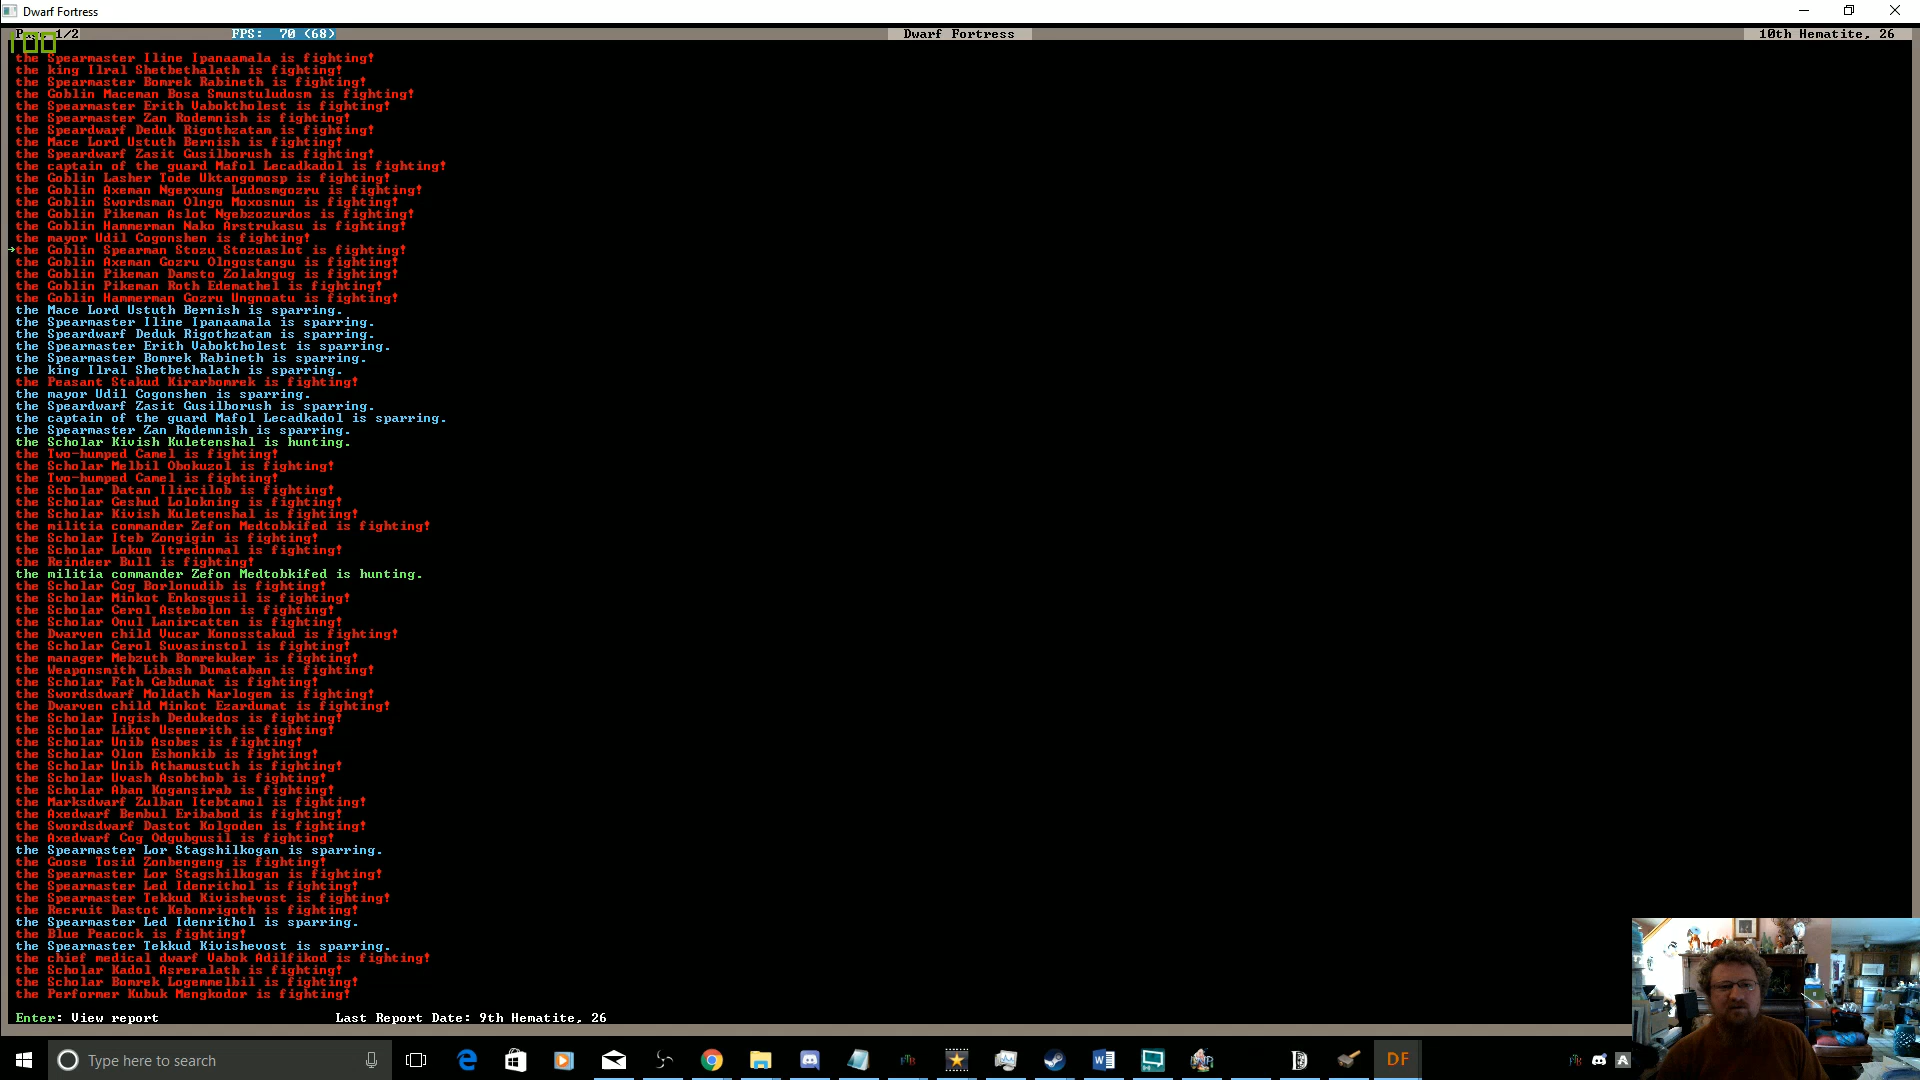 Dwarf Fortress
Page 1/2 FPS: 70 (68) Dwarf Fortress 10th Hematite, 26
100
the Spearmaster Iline Ipanaamala is fighting!
the king Ilral Shetbethalath is fighting!
the Spearmaster Bomrek Rabineth is fighting!
the Goblin Maceman Bosa Smunstuludosm is fighting!
the Spearmaster Erith Vaboktholest is fighting!
the Spearmaster Zan Rodemnish is fighting!
the Speardwarf Deduk Rigothzatam is fighting!
the Mace Lord Ustuth Bernish is fighting!
the Speardwarf Zasit Gusilborush is fighting!
the captain of the guard Mafol Lecadkadol is fighting!
the Goblin Lasher Tode Uktangomosp is fighting!
the Goblin Axeman Ngerxung Ludosmgozru is fighting!
the Goblin Swordsman Olngo Moxosnun is fighting!
the Goblin Pikeman Aslot Ngebzozurdos is fighting!
the Goblin Hammerman Nako Arstrukasu is fighting!
the mayor Udil Cogonshen is fighting!
→the Goblin Spearman Stozu Stozuaslot is fighting!
the Goblin Axeman Gozru Olngostangu is fighting!
the Goblin Pikeman Damsto Zolakngug is fighting!
the Goblin Pikeman Roth Edemathel is fighting!
the Goblin Hammerman Gozru Ungnoatu is fighting!
the Mace Lord Ustuth Bernish is sparring.
the Spearmaster Iline Ipanaamala is sparring.
the Speardwarf Deduk Rigothzatam is sparring.
the Spearmaster Erith Vaboktholest is sparring.
the Spearmaster Bomrek Rabineth is sparring.
the king Ilral Shetbethalath is sparring.
the Peasant Stakud Kirarbomrek is fighting!
the mayor Udil Cogonshen is sparring.
the Speardwarf Zasit Gusilborush is sparring.
the captain of the guard Mafol Lecadkadol is sparring.
the Spearmaster Zan Rodemnish is sparring.
the Scholar Kivish Kuletenshal is hunting.
the Two-humped Camel is fighting!
the Scholar Melbil Obokuzol is fighting!
the Two-humped Camel is fighting!
the Scholar Datan Ilircilob is fighting!
the Scholar Geshud Lolokning is fighting!
the Scholar Kivish Kuletenshal is fighting!
the militia commander Zefon Medtobkifed is fighting!
the Scholar Iteb Zongigin is fighting!
the Scholar Lokum Itrednomal is fighting!
the Reindeer Bull is fighting!
the militia commander Zefon Medtobkifed is hunting.
the Scholar Cog Borlonudib is fighting!
the Scholar Minkot Enkosgusil is fighting!
the Scholar Cerol Astebolon is fighting!
the Scholar Onul Lanircatten is fighting!
the Dwarven child Vucar Konosstakud is fighting!
the Scholar Cerol Suvasinstol is fighting!
the manager Mebzuth Bomrekuker is fighting!
the Weaponsmith Libash Dumataban is fighting!
the Scholar Fath Gebdumat is fighting!
the Swordsdwarf Moldath Narlogem is fighting!
the Dwarven child Minkot Ezardumat is fighting!
the Scholar Ingish Dedukedos is fighting!
the Scholar Likot Usenerith is fighting!
the Scholar Unib Asobes is fighting!
the Scholar Olon Eshonkib is fighting!
the Scholar Unib Athamustuth is fighting!
the Scholar Uvash Asobthob is fighting!
the Scholar Aban Kogansirab is fighting!
the Marksdwarf Zulban Itebtamol is fighting!
the Axedwarf Bembul Eribabod is fighting!
the Swordsdwarf Dastot Kolgoden is fighting!
the Axedwarf Cog Odgubgusil is fighting!
the Spearmaster Lor Stagshilkogan is sparring.
the Goose Tosid Zonbengeng is fighting!
the Spearmaster Lor Stagshilkogan is fighting!
the Spearmaster Led Idenrithol is fighting!
the Spearmaster Tekkud Kivishevost is fighting!
the Recruit Dastot Kebonrigoth is fighting!
the Spearmaster Led Idenrithol is sparring.
the Blue Peacock is fighting!
the Spearmaster Tekkud Kivishevost is sparring.
the chief medical dwarf Vabok Adilfikod is fighting!
the Scholar Kadol Asreralath is fighting!
the Scholar Bomrek Logemmelbil is fighting!
the Performer Kubuk Mengkodor is fighting!
Enter: View report Last Report Date: 9th Hematite, 26
Type here to search
DF
A